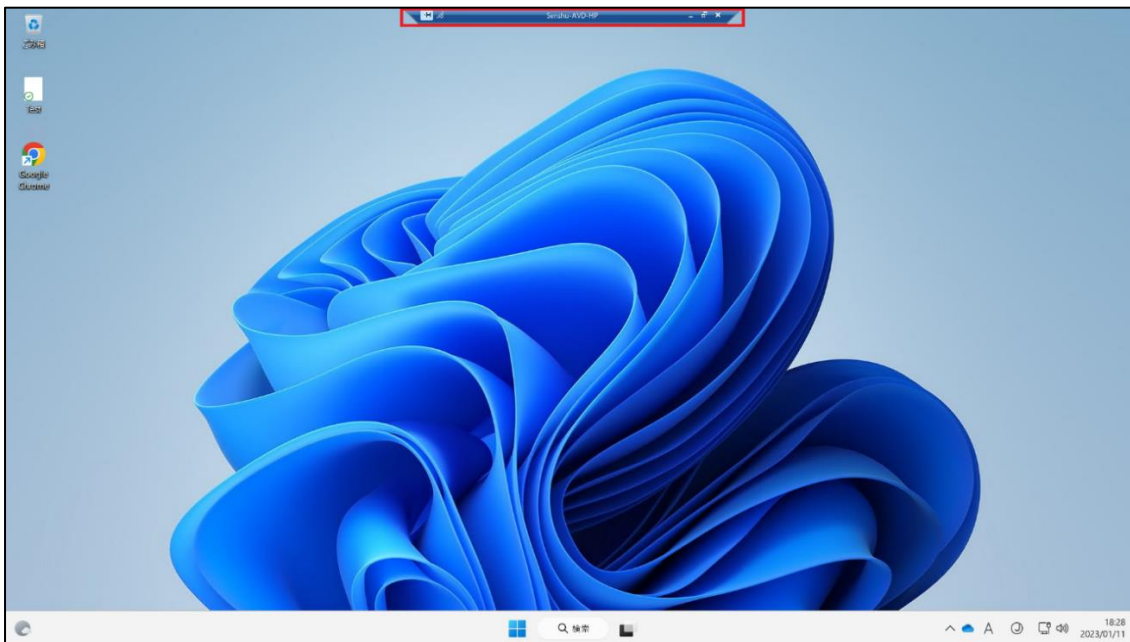 Senshu-AVD-HP
ごみ箱
Test
Google
Chrome
検索
A
18:28
2023/01/11